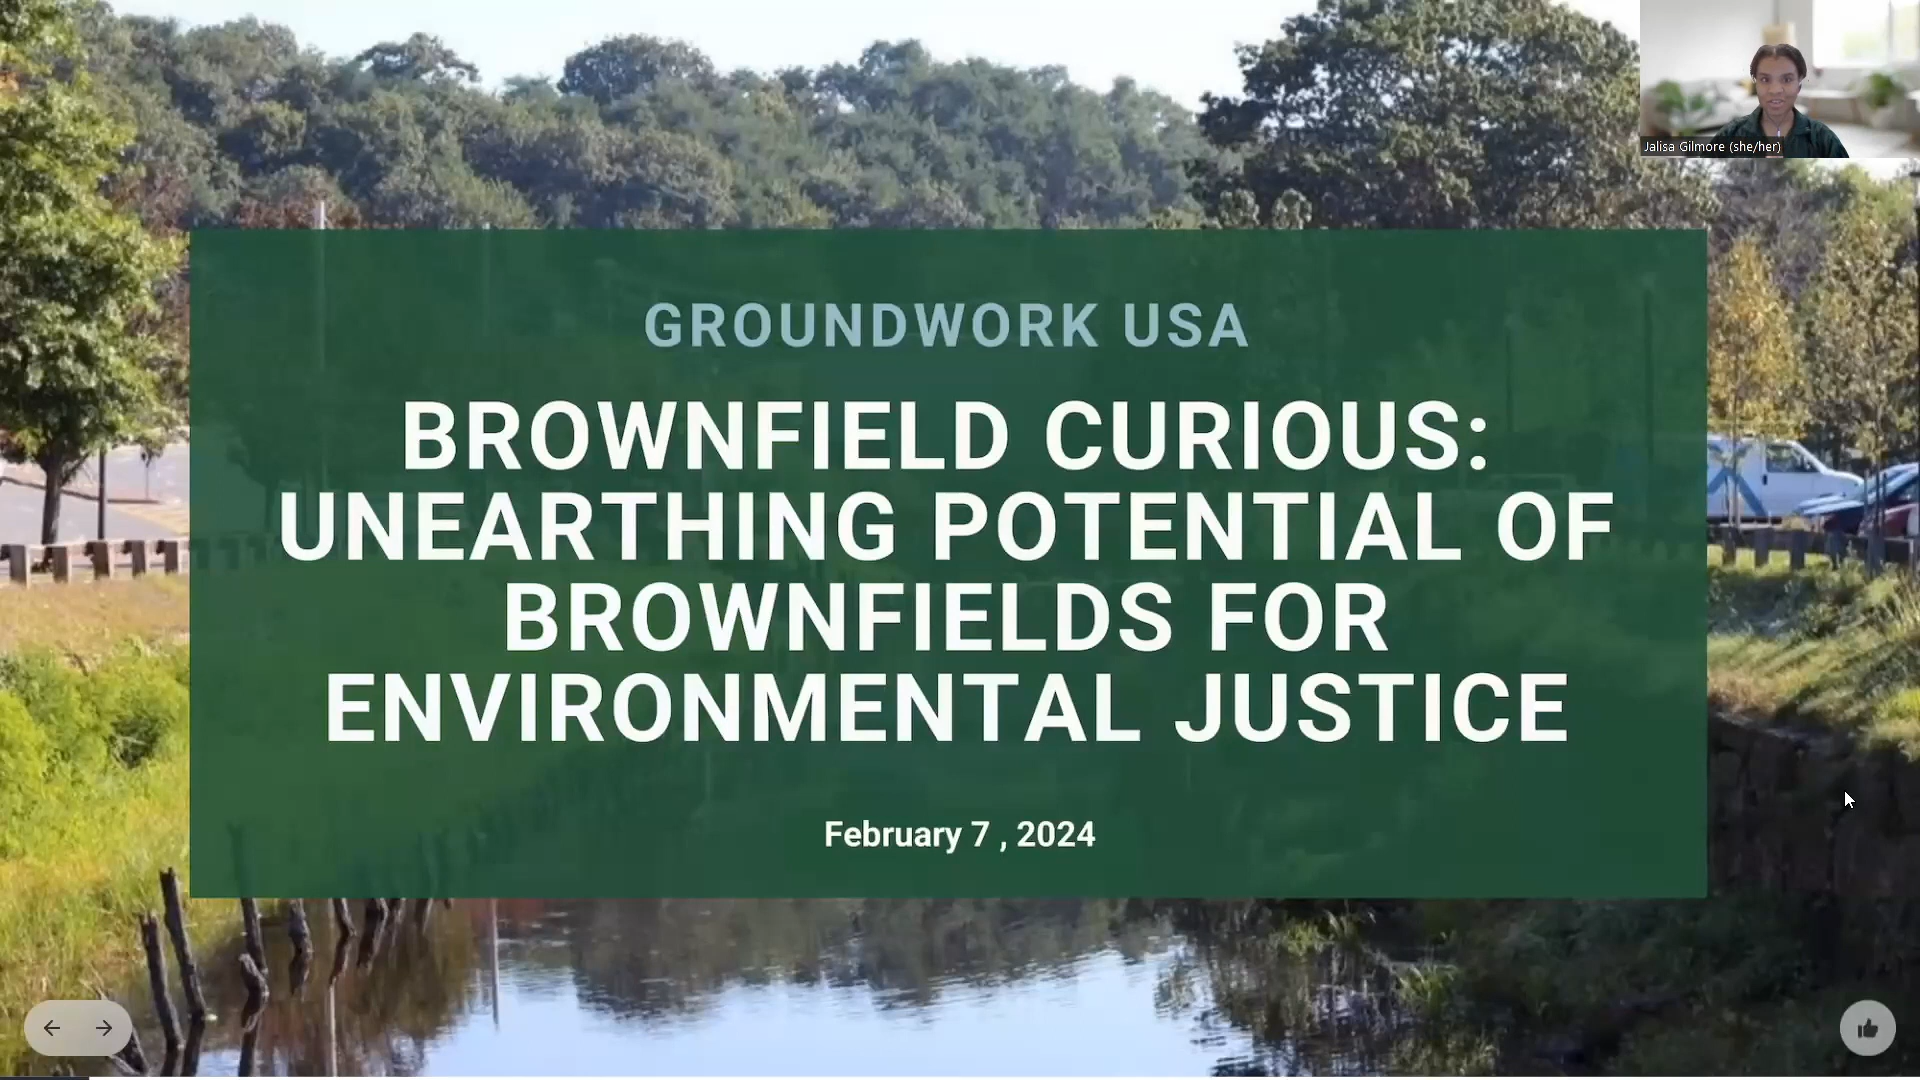 Jalisa Gilmore (she/her)
GROUNDWORK USA
BROWNFIELD CURIOUS:
UNEARTHING POTENTIAL OF
BROWNFIELDS FOR
ENVIRONMENTAL JUSTICE
February 7 , 2024